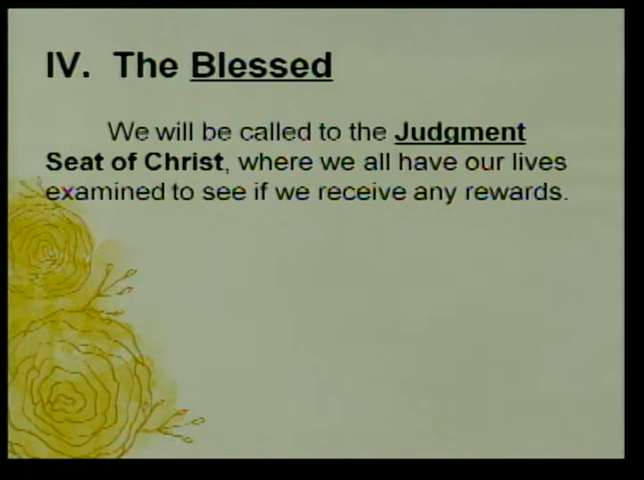 IV. The Blessed
We will be called to the Judgment
Seat of Christ, where we all have our lives
examined to see if we receive any rewards.